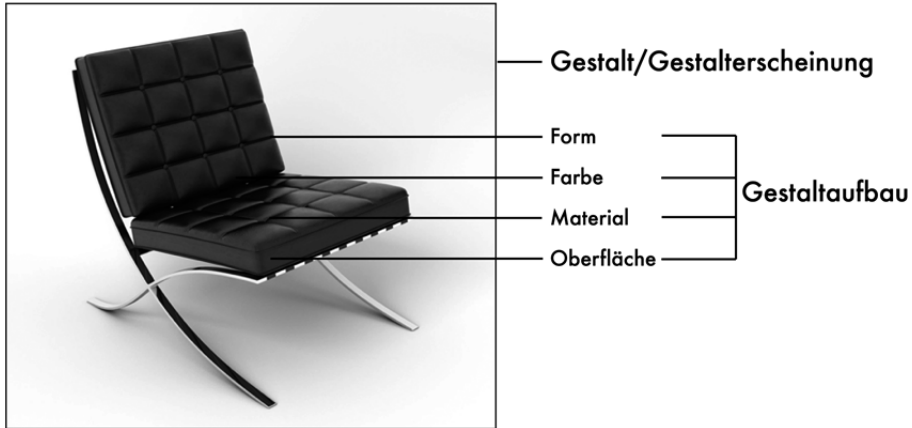 Gestalt/Gestalterscheinung
Form
Farbe
Material
Oberfläche
Gestaltaufbau